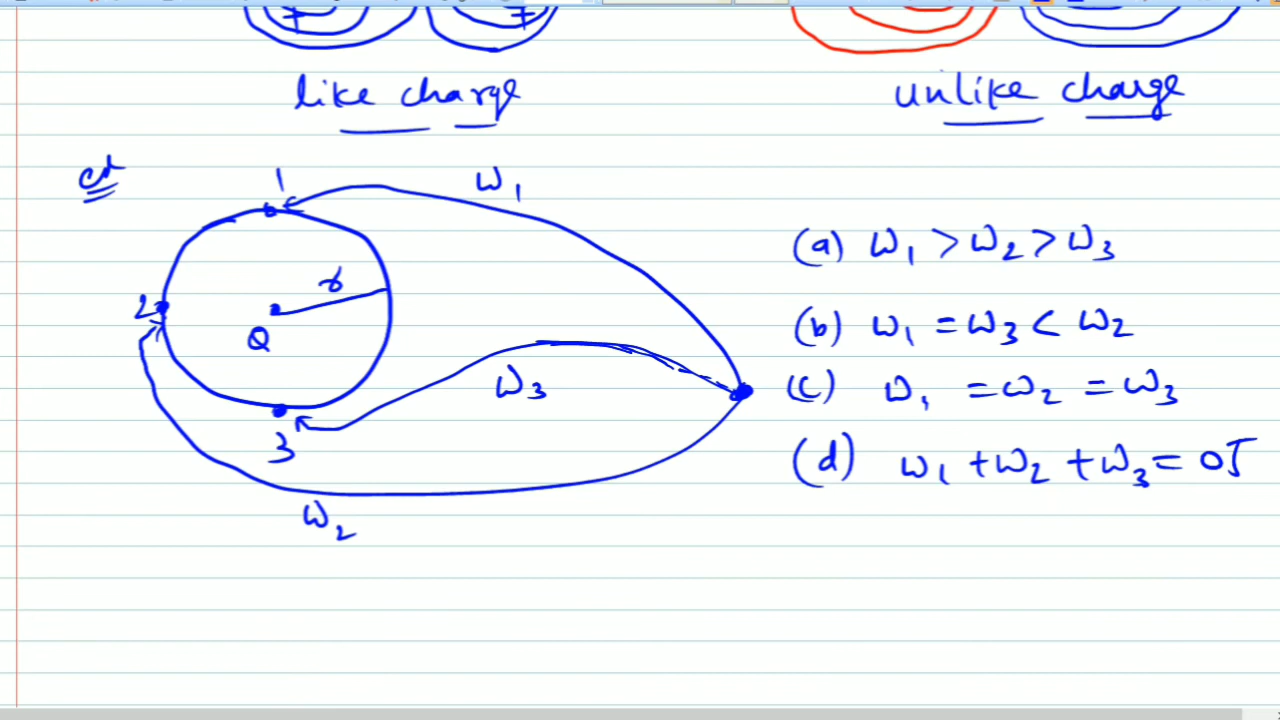 like charge
unlike charge
1
W1
(a) W1 > W2 > W3
r
2
Q
(b) W1 = W3 < W2
W3
(c) W1 = W2 = W3
3
(d) W1 + W2 + W3 = 0J
W2